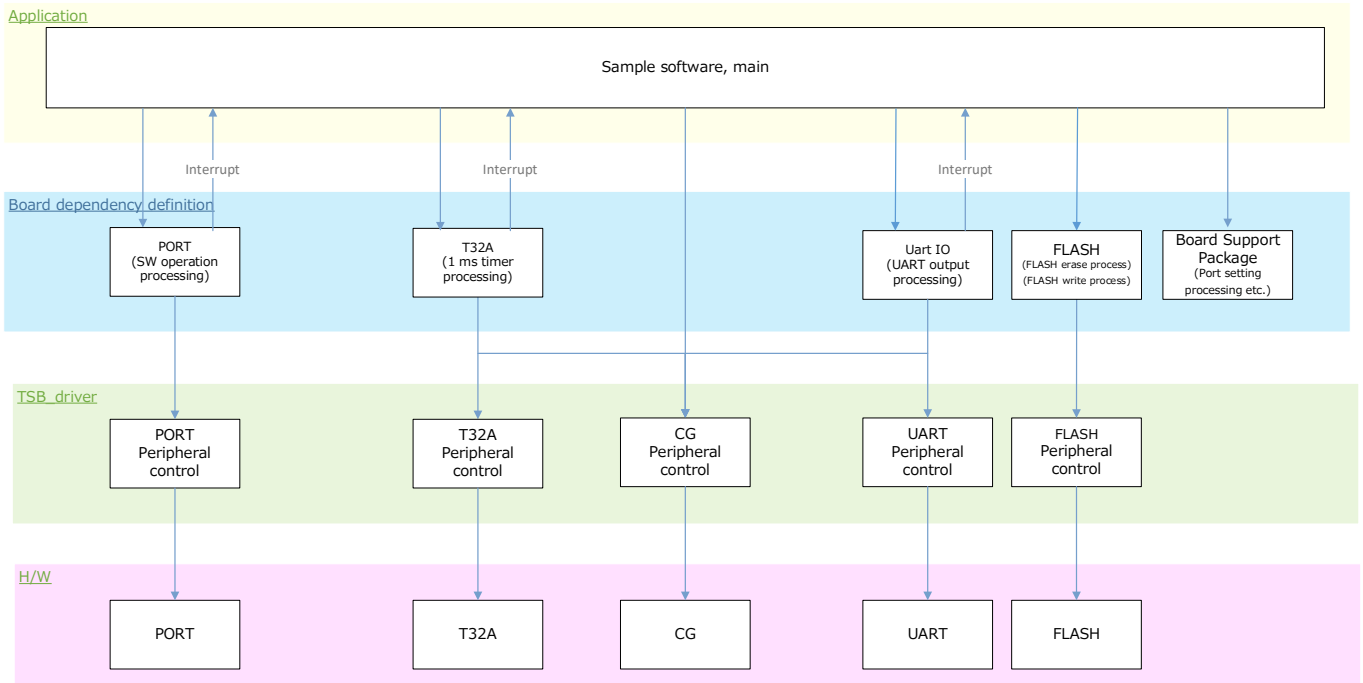 Application
Sample software, main
Interrupt
Interrupt
Interrupt
Board dependency definition
PORT
(SW operation
processing)
T32A
(1 ms timer
processing)
Uart IO
(UART output
processing)
FLASH
(FLASH erase process)
(FLASH write process)
Board Support
Package
(Port setting
processing etc.)
TSB_driver
PORT
Peripheral
control
T32A
Peripheral
control
CG
Peripheral
control
UART
Peripheral
control
FLASH
Peripheral
control
H/W
PORT
T32A
CG
UART
FLASH